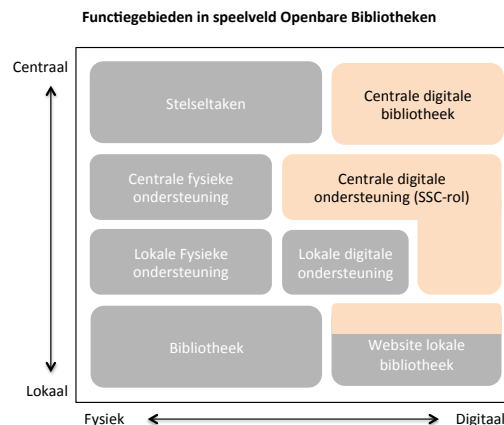 Functiegebieden in speelveld Openbare Bibliotheken
Centraal
Stelseltaken
Centrale digitale
bibliotheek
Centrale fysieke
ondersteuning
Centrale digitale
ondersteuning (SSC-rol)
Lokale Fysieke
ondersteuning
Lokale digitale
ondersteuning
Bibliotheek
Website lokale
bibliotheek
Lokaal
Fysiek
Digitaal